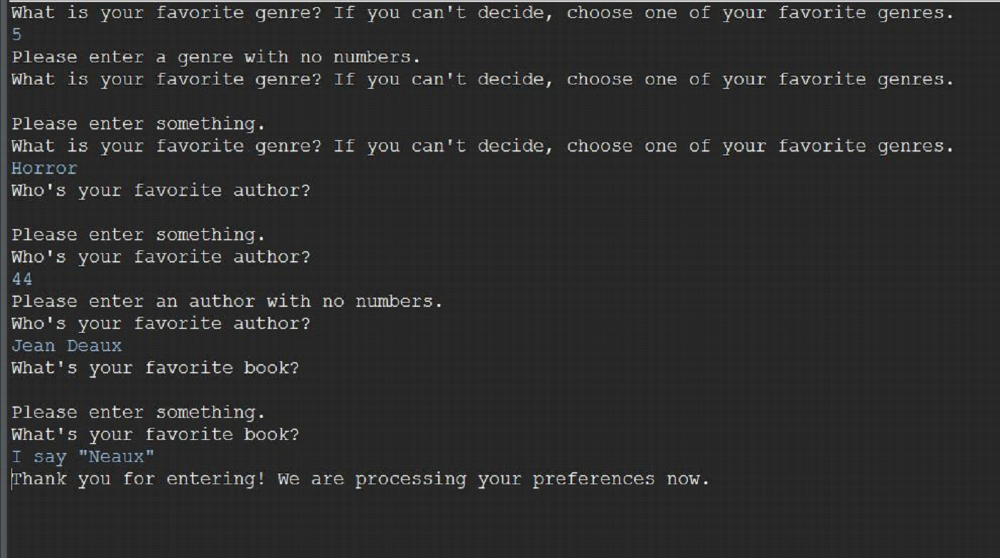 What is your favorite genre? If you can't decide, choose one of your favorite genres.
5
Please enter a genre with no numbers.
What is your favorite genre? If you can't decide, choose one of your favorite genres.
Please enter something.
What is your favorite genre? If you can't decide, choose one of your favorite genres.
Horror
Who's your favorite author?
Please enter something.
Who's your favorite author?
44
Please enter an author with no numbers.
Who's your favorite author?
Jean Deaux
What's your favorite book?
Please enter something.
What's your favorite book?
I say "Neaux"
Thank you for entering! We are processing your preferences now.